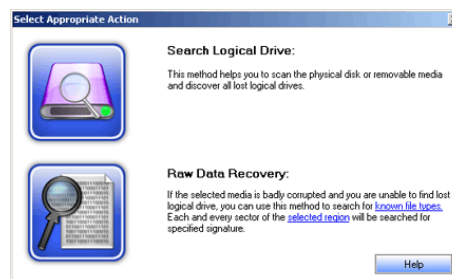 Select Appropriate Action
Search Logical Drive:
This method helps you to scan the physical disk or removable media
and discover all lost logical drives.
Raw Data Recovery:
If the selected media is badly corrupted and you are unable to find lost
logical drive, you can use this method to search for known file types.
Each and every sector of the selected region will be searched for
specified signature.
Help